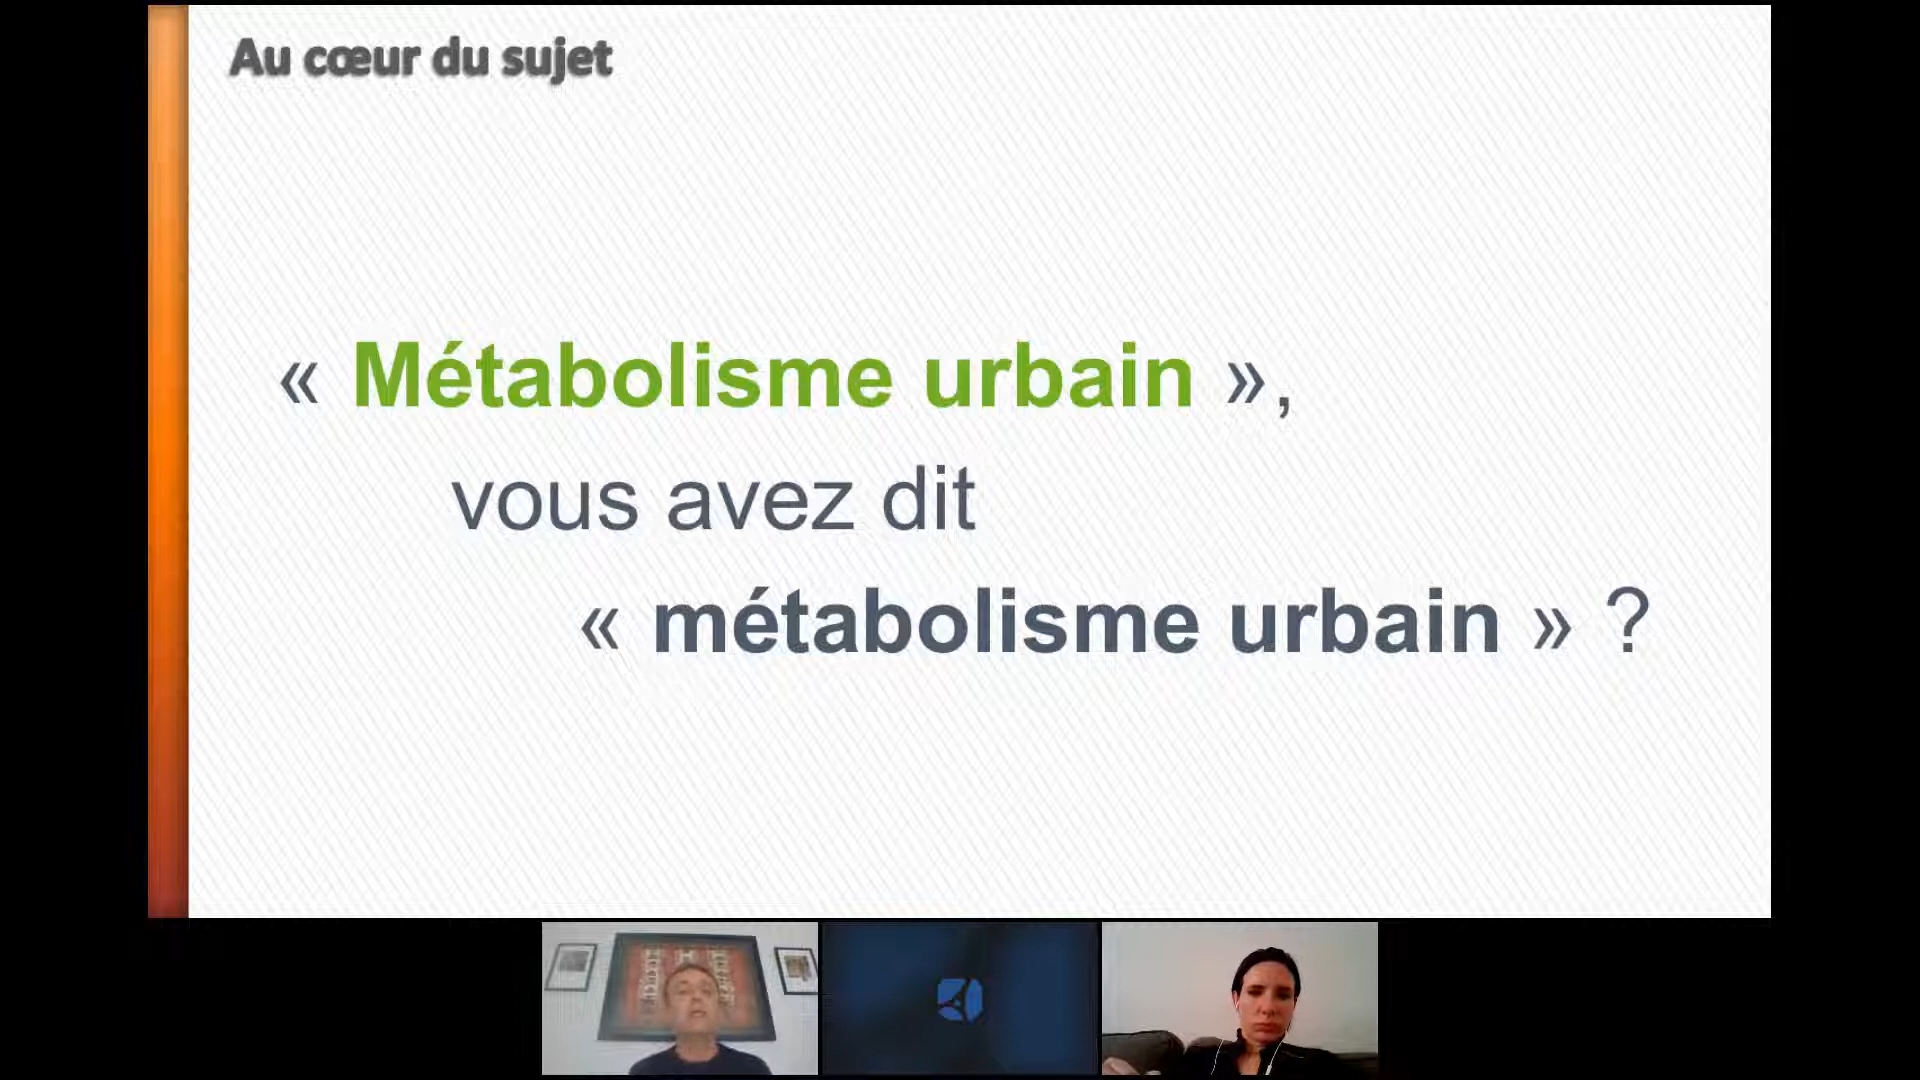 Au cœur du sujet
« Métabolisme urbain »,
vous avez dit
« métabolisme urbain » ?